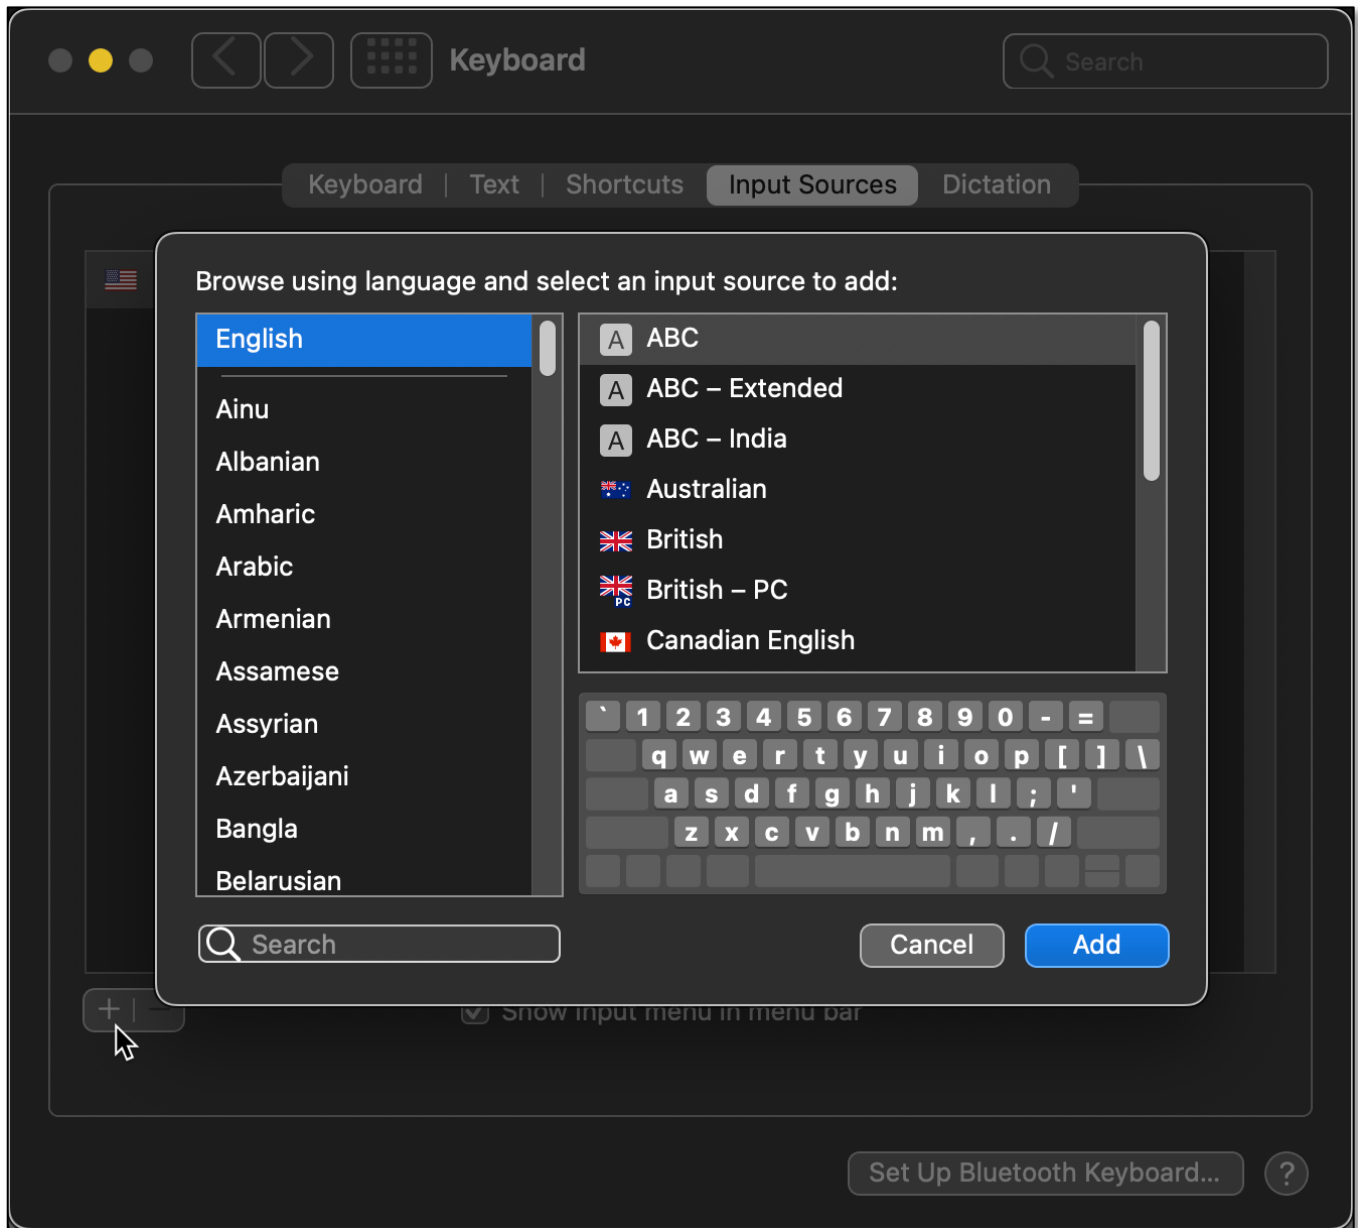 Keyboard
Search
Keyboard | Text | Shortcuts Input Sources Dictation
Browse using language and select an input source to add:
English
Ainu
Albanian
Amharic
Arabic
Armenian
Assamese
Assyrian
Azerbaijani
Bangla
Belarusian
Search
A ABC
A ABC – Extended
A ABC – India
Australian
British
PC British – PC
Canadian English
` 1 2 3 4 5 6 7 8 9 0 - =
q w e r t y u i o p [ ] \
a s d f g h j k l ; '
z x c v b n m , . /
Cancel Add
+ | −
Show Input menu in menu bar
Set Up Bluetooth Keyboard... ?